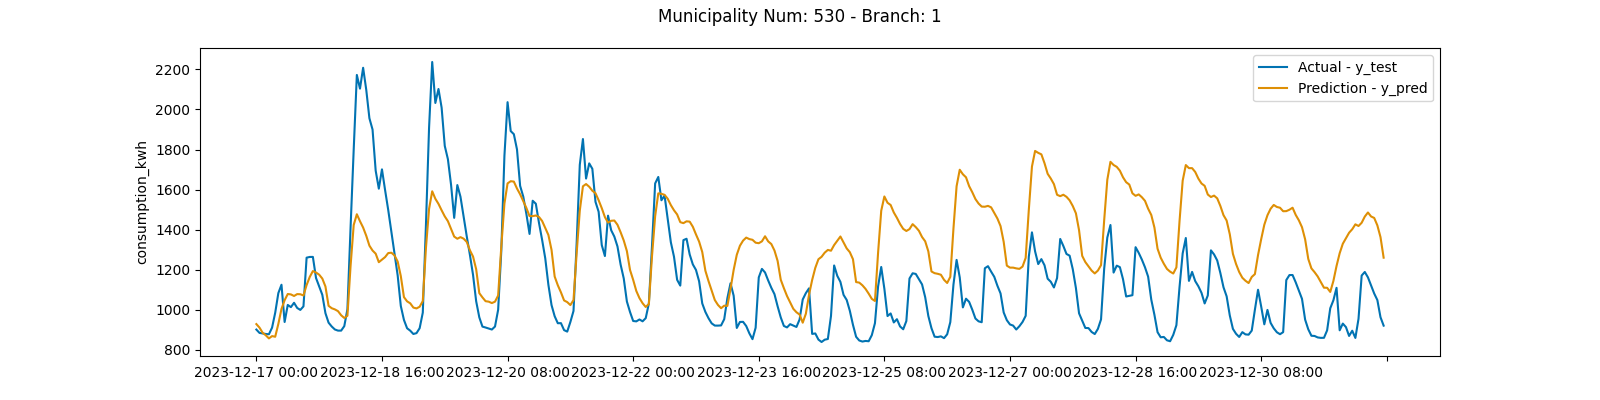 Municipality Num: 530 - Branch: 1
Actual - y_test
Prediction - y_pred
consumption_kwh
2200
2000
1800
1600
1400
1200
1000
800
2023-12-17 00:00 2023-12-18 16:00 2023-12-20 08:00 2023-12-22 00:00 2023-12-23 16:00 2023-12-25 08:00 2023-12-27 00:00 2023-12-28 16:00 2023-12-30 08:00